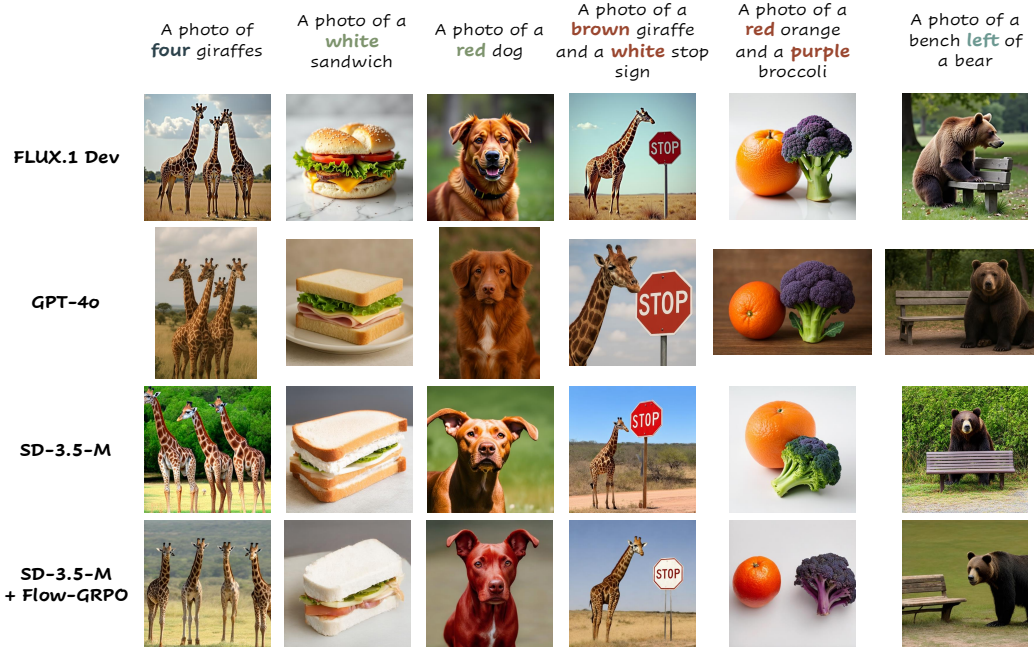 A photo of
four giraffes
A photo of a
white
sandwich
A photo of a
red dog
A photo of a
brown giraffe
and a white stop
sign
A photo of a
red orange
and a purple
broccoli
A photo of a
bench left of
a bear
FLUX.1 Dev
STOP
GPT-4o
STOP
SD-3.5-M
STOP
SD-3.5-M
+ Flow-GRPO
STOP